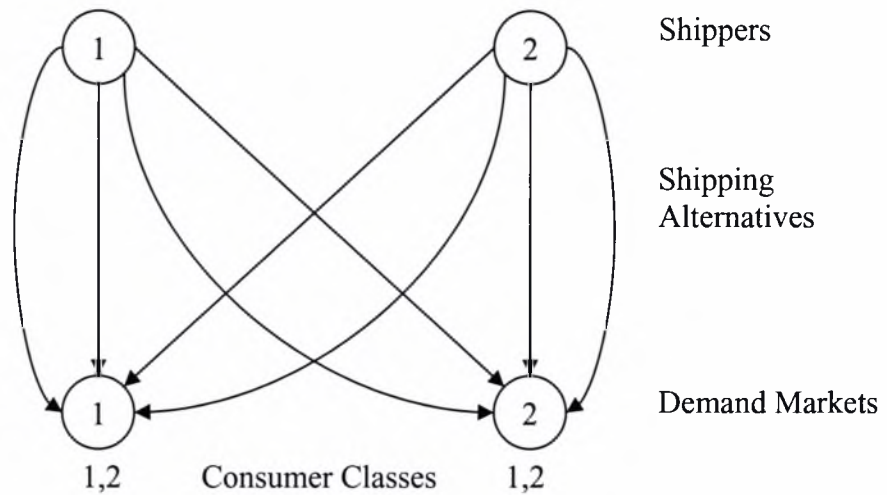 1
2
Shippers
Shipping
Alternatives
1
2
Demand Markets
1,2
Consumer Classes
1,2